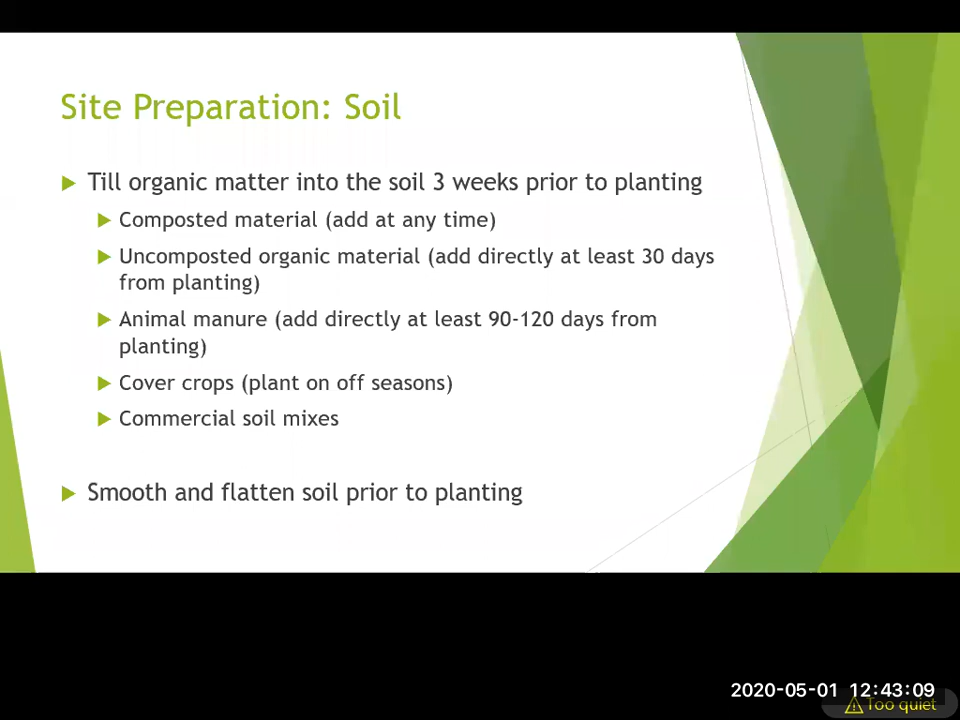 Site Preparation: Soil
Till organic matter into the soil 3 weeks prior to planting
Composted material (add at any time)
Uncomposted organic material (add directly at least 30 days
from planting)
Animal manure (add directly at least 90-120 days from
planting)
Cover crops (plant on off seasons)
Commercial soil mixes
Smooth and flatten soil prior to planting
2020-05-01 12:43:09
Too quiet